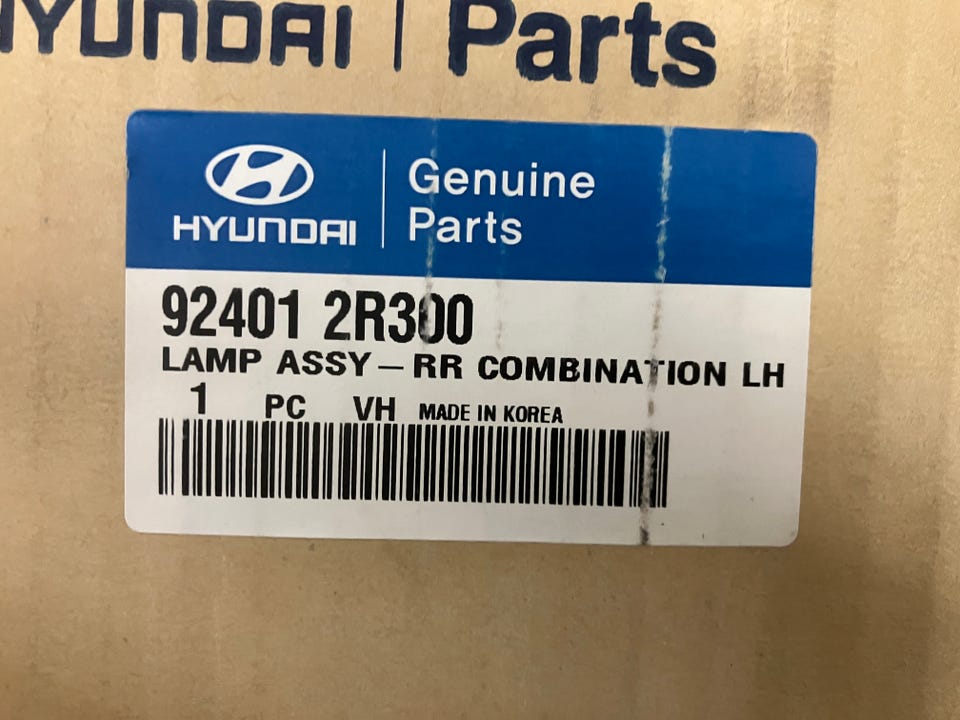 HYUNDAI | Parts
HYUNDAI
Genuine
Parts
92401 2R300
LAMP ASSY — RR COMBINATION LH
1 PC VH MADE IN KOREA